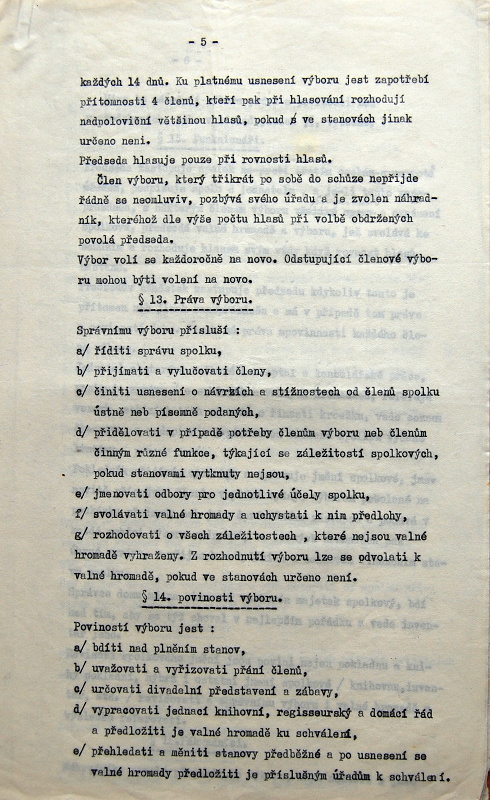 - 5 -
každých 14 dnů. Ku platnému usnesení výboru jest zapotřebí
přítomnosti 4 členů, kteří pak při hlasování rozhodují
nadpoloviční většinou hlasů, pokud ve stanovách jinak
určeno neni.
Předseda hlasuje pouze při rovnosti hlasů.
Člen výboru, který třikrát po sobě do schůze nepřijde
řádně se neomluviv, pozbývá svého úřadu a je zvolen náhrad-
ník, kteréhož dle výše počtu hlasů při volbě obdržených
povolá předseda.
Výbor volí se každoročně na novo. Odstupující členové výbo-
ru mohou býti volení na novo.
§ 13. Práva výboru.
Správnímu výboru přísluší :
a/ říditi správu spolku,
b/ přijímati a vylučovati členy,
c/ činiti usnesení o návrzích a stížnostech od členů spolku
ústně neb písemně podaných,
d/ přidělovati v případě potřeby členům výboru neb členům
činným různé funkce, týkající se záležitostí spolkových,
pokud stanovami vytknuty nejsou,
e/ jmenovati odbory pro jednotlivé účely spolku,
f/ svolávati valné hromady a uchystati k nim předlohy,
g/ rozhodovati o všech záležitostech , které nejsou valné
hromadě vyhraženy. Z rozhodnutí výboru lze se odvolati k
valné hromadě, pokud ve stanovách určeno není.
§ 14. povinosti výboru.
Poviností výboru jest :
a/ bdíti nad plněním stanov,
b/ uvažovati a vyřizovati přání členů,
c/ určovati divadelní představení a zábavy,
d/ vypracovati jednací knihovní, regisseurský a domácí řád
a předložiti je valné hromadě ku schválení,
e/ přehledati a měniti stanovy předběžné a po usnesení se
valné hromady předložiti je příslušným úřadům k schválení.